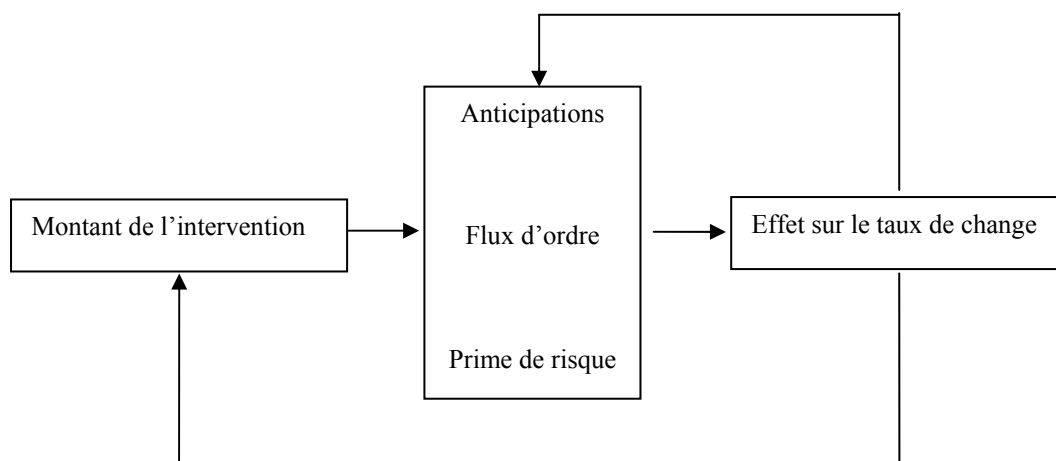 Anticipations
Montant de l’intervention
Flux d’ordre
Effet sur le taux de change
Prime de risque